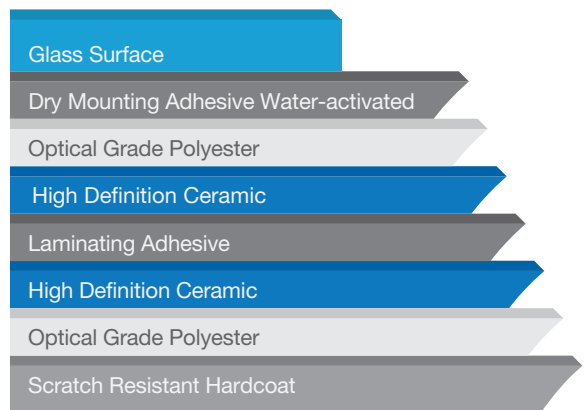 Glass Surface
Dry Mounting Adhesive Water-activated
Optical Grade Polyester
High Definition Ceramic
Laminating Adhesive
High Definition Ceramic
Optical Grade Polyester
Scratch Resistant Hardcoat